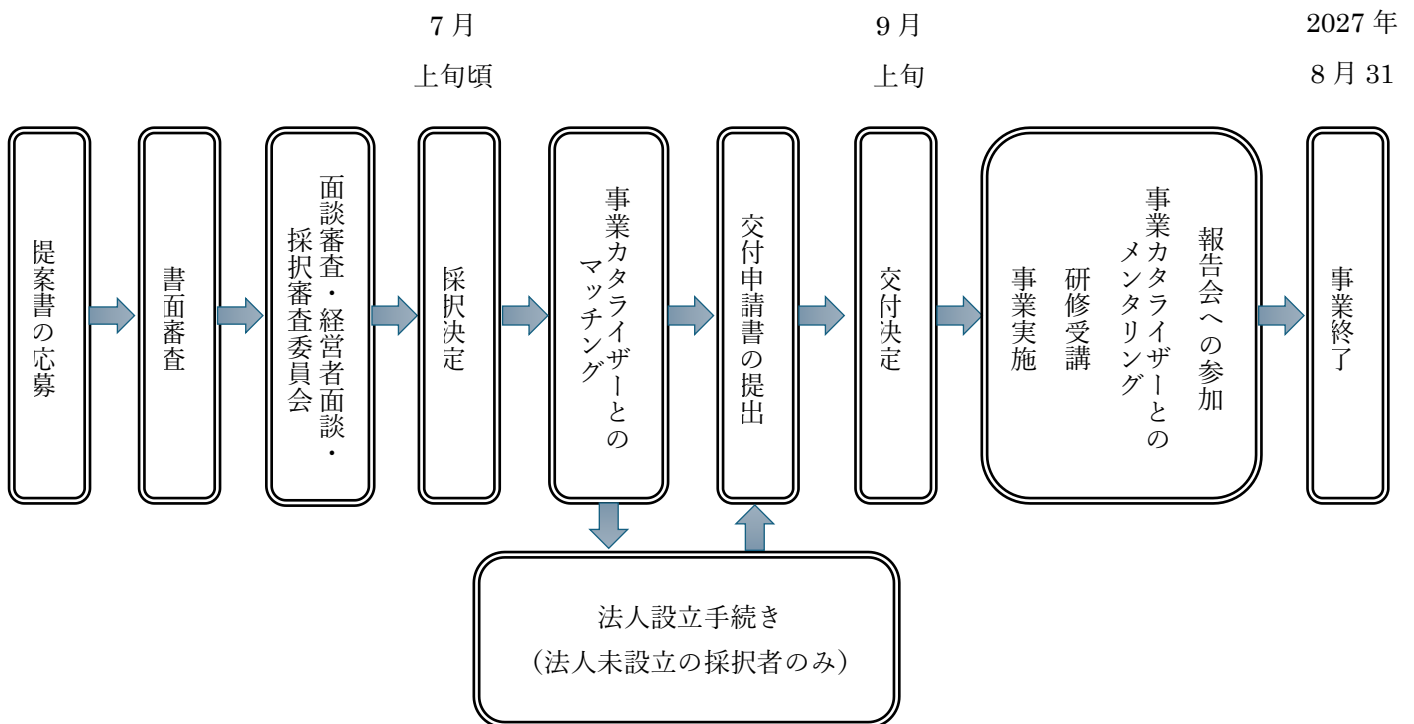 7 月
上旬頃
9 月
上旬
2027 年
8 月 31
提案書の応募
書面審査
面談審査・経営者面談・
採択審査委員会
採択決定
事業カタライザーとの
マッチング
交付申請書の提出
交付決定
報告会への参加
事業カタライザーとの
メンタリング
研修受講
事業実施
事業終了
法人設立手続き
（法人未設立の採択者のみ）